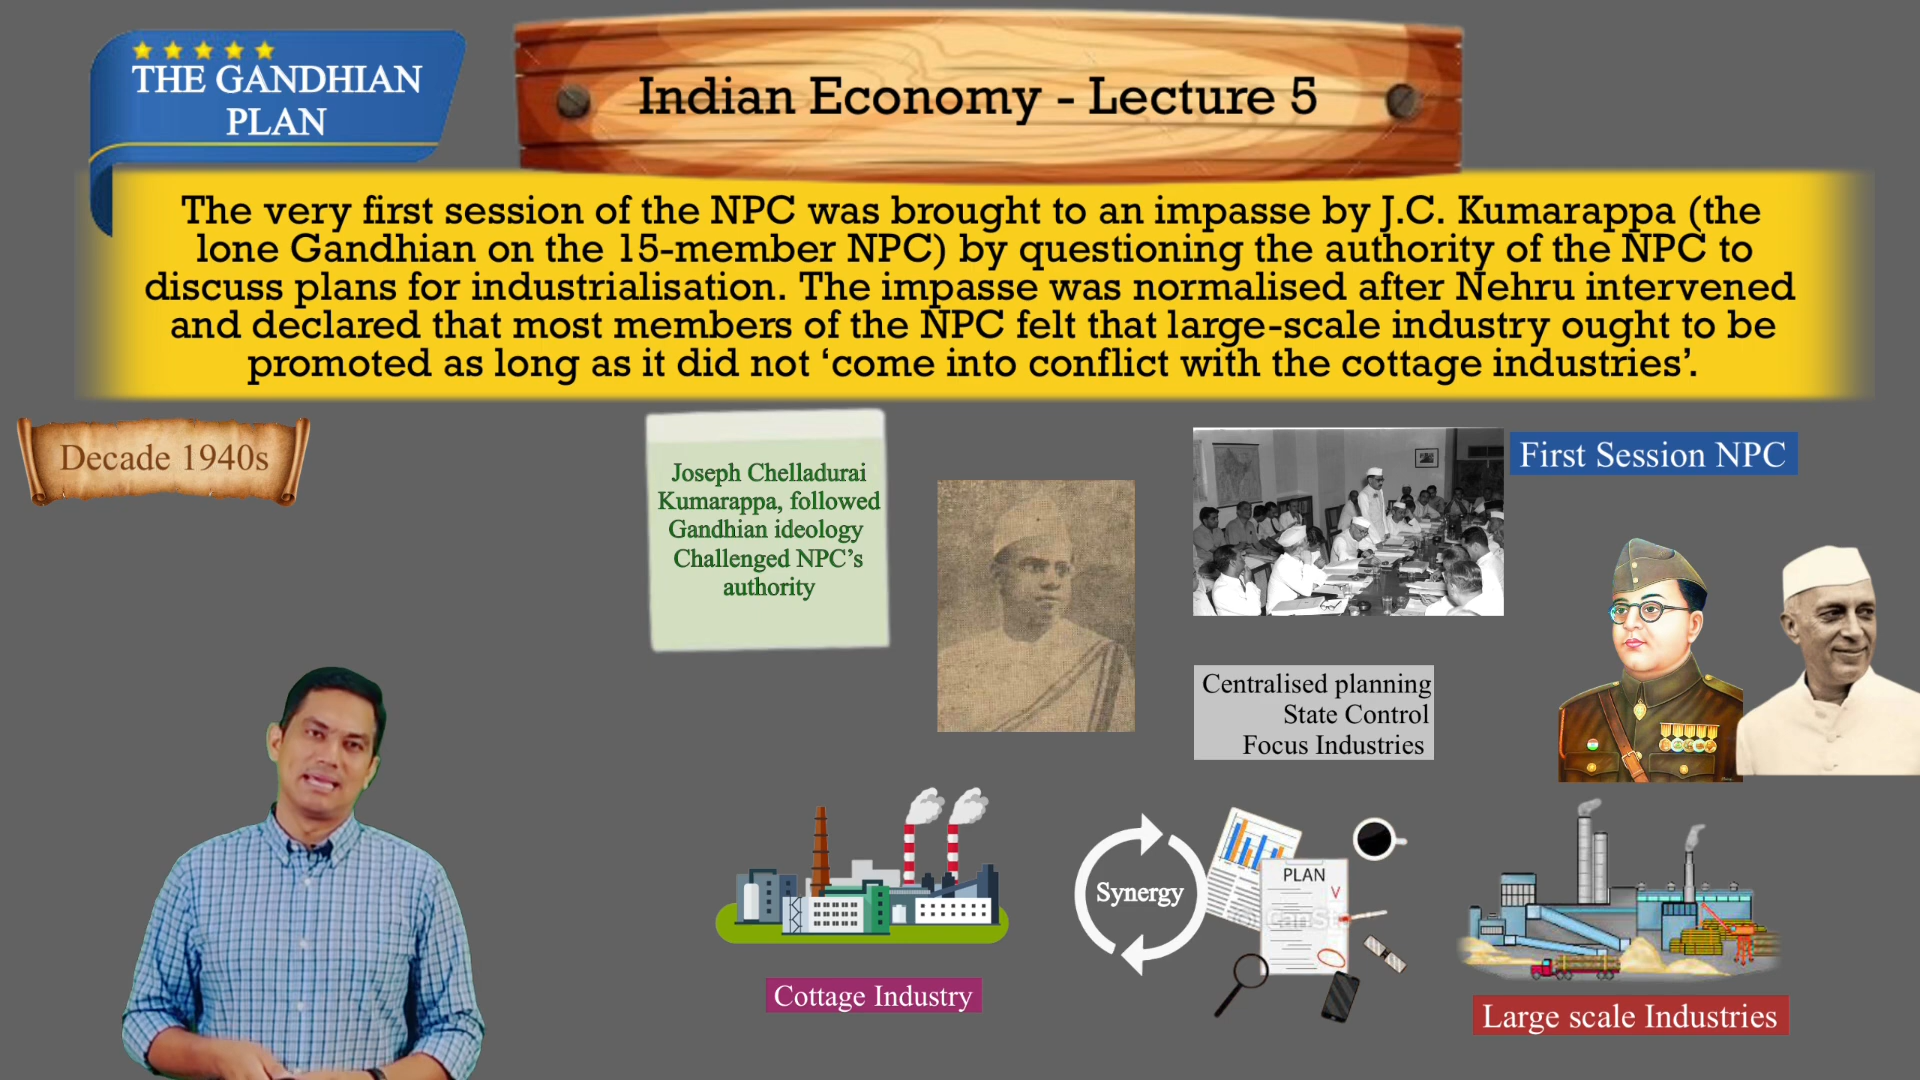 THE GANDHIAN
PLAN
Indian Economy - Lecture 5
The very first session of the NPC was brought to an impasse by J.C. Kumarappa (the
lone Gandhian on the 15-member NPC) by questioning the authority of the NPC to
discuss plans for industrialisation. The impasse was normalised after Nehru intervened
and declared that most members of the NPC felt that large-scale industry ought to be
promoted as long as it did not ‘come into conflict with the cottage industries’.
Decade 1940s
Joseph Chelladurai
Kumarappa, followed
Gandhian ideology
Challenged NPC’s
authority
First Session NPC
Centralised planning
State Control
Focus Industries
Synergy
PLAN
Cottage Industry
Large scale Industries